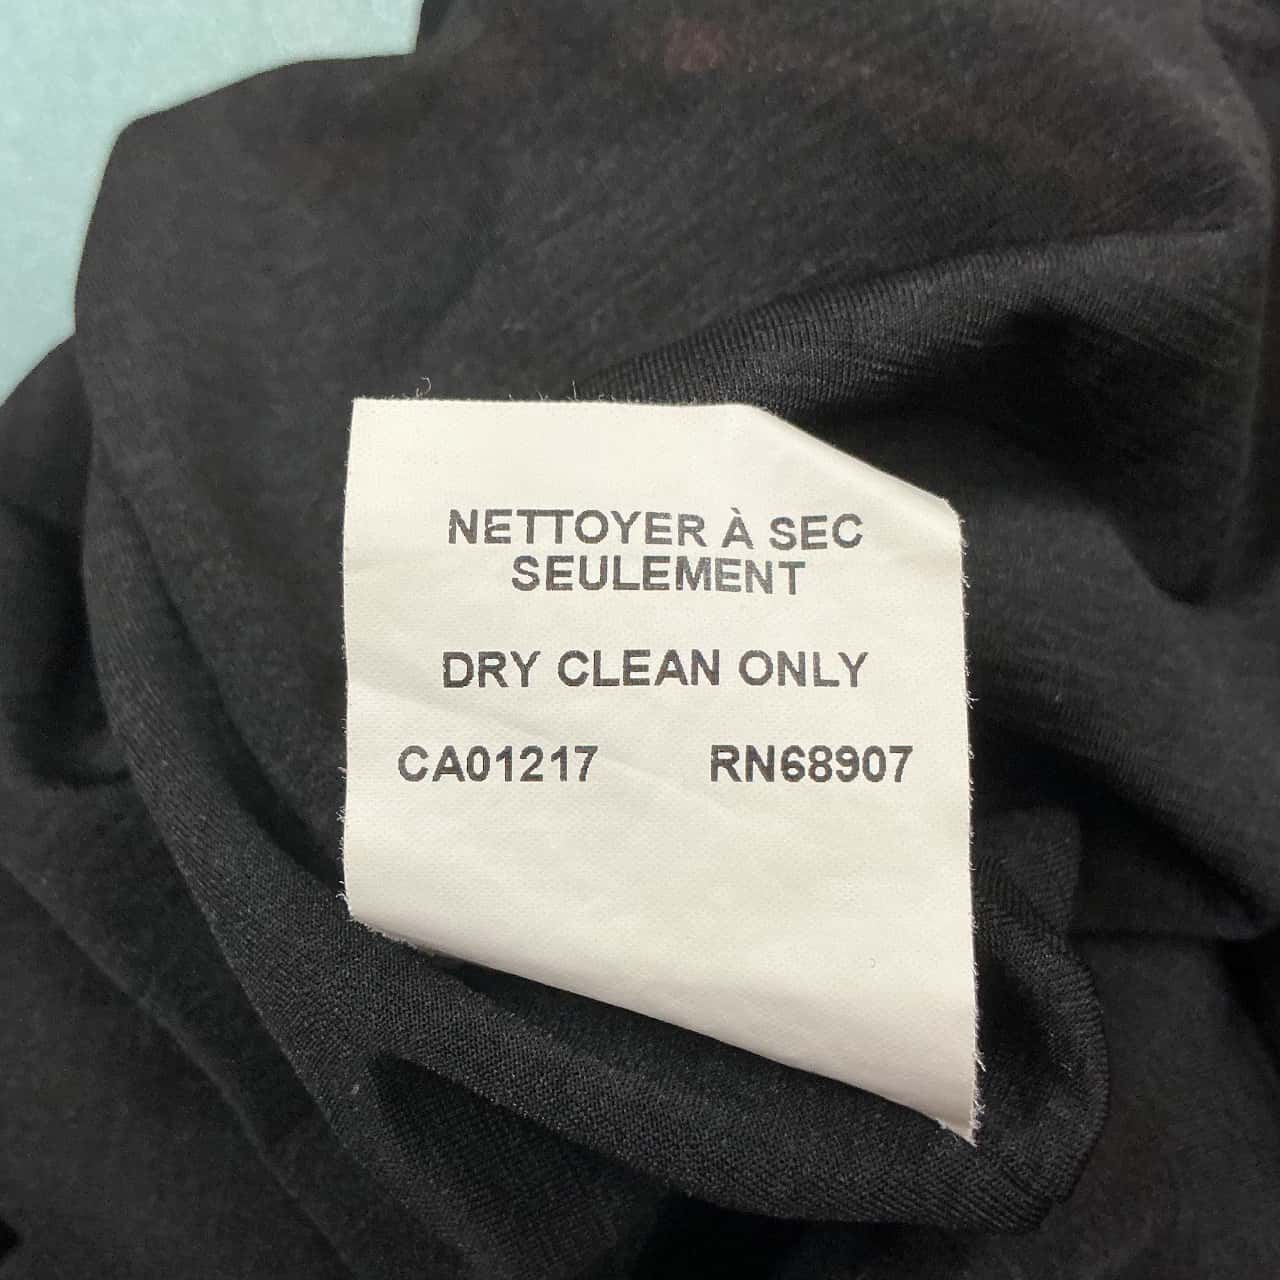 NETTOYER À SEC
SEULEMENT
DRY CLEAN ONLY
CA01217 RN68907